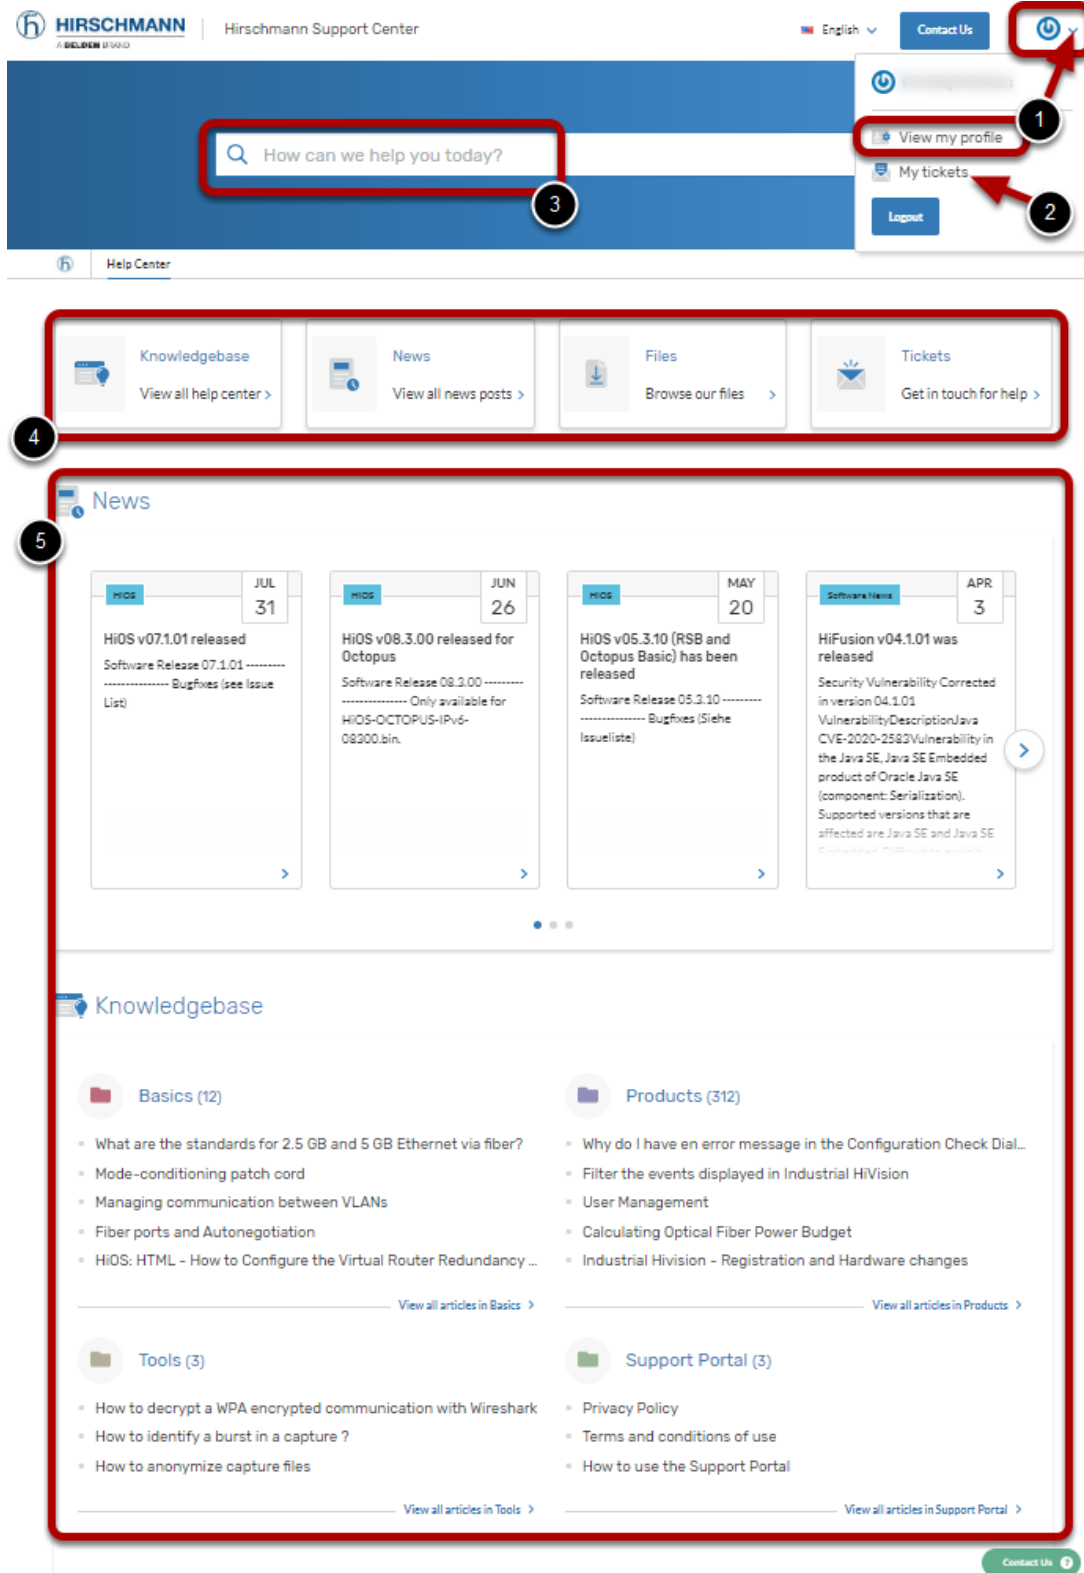 HIRSCHMANN
A BELDEN BRAND
Hirschmann Support Center
English
Contact Us
1
View my profile
How can we help you today?
My tickets
3
2
Logout
Help Center
Knowledgebase
View all help center
News
View all news posts
Files
Browse our files
Tickets
Get in touch for help
4
News
5
HiOS
JUL
31
HiOS v07.1.01 released
Software Release 07.1.01 ---------
--------------- Bugfixes (see Issue
List)
HiOS
JUN
26
HiOS v08.3.00 released for
Octopus
Software Release 08.3.00 ---------
--------------- Only available for
HiOS-OCTOPUS-IPv6-
08300.bin.
HiOS
MAY
20
HiOS v05.3.10 (RSB and
Octopus Basic) has been
released
Software Release 05.3.10 ---------
--------------- Bugfixes (Siehe
Issueliste)
Software News
APR
3
HiFusion v04.1.01 was
released
Security Vulnerability Corrected
in version 04.1.01
VulnerabilityDescriptionJava
CVE-2020-2583Vulnerability in
the Java SE, Java SE Embedded
product of Oracle Java SE
(component: Serialization).
Supported versions that are
affected are Java SE and Java SE
Embedded. Difficult to exploit
Knowledgebase
Basics (12)
What are the standards for 2.5 GB and 5 GB Ethernet via fiber?
Mode-conditioning patch cord
Managing communication between VLANs
Fiber ports and Autonegotiation
HiOS: HTML - How to Configure the Virtual Router Redundancy ...
View all articles in Basics
Products (312)
Why do I have en error message in the Configuration Check Dial...
Filter the events displayed in Industrial HiVision
User Management
Calculating Optical Fiber Power Budget
Industrial Hivision - Registration and Hardware changes
View all articles in Products
Tools (3)
How to decrypt a WPA encrypted communication with Wireshark
How to identify a burst in a capture ?
How to anonymize capture files
View all articles in Tools
Support Portal (3)
Privacy Policy
Terms and conditions of use
How to use the Support Portal
View all articles in Support Portal
Contact Us ?